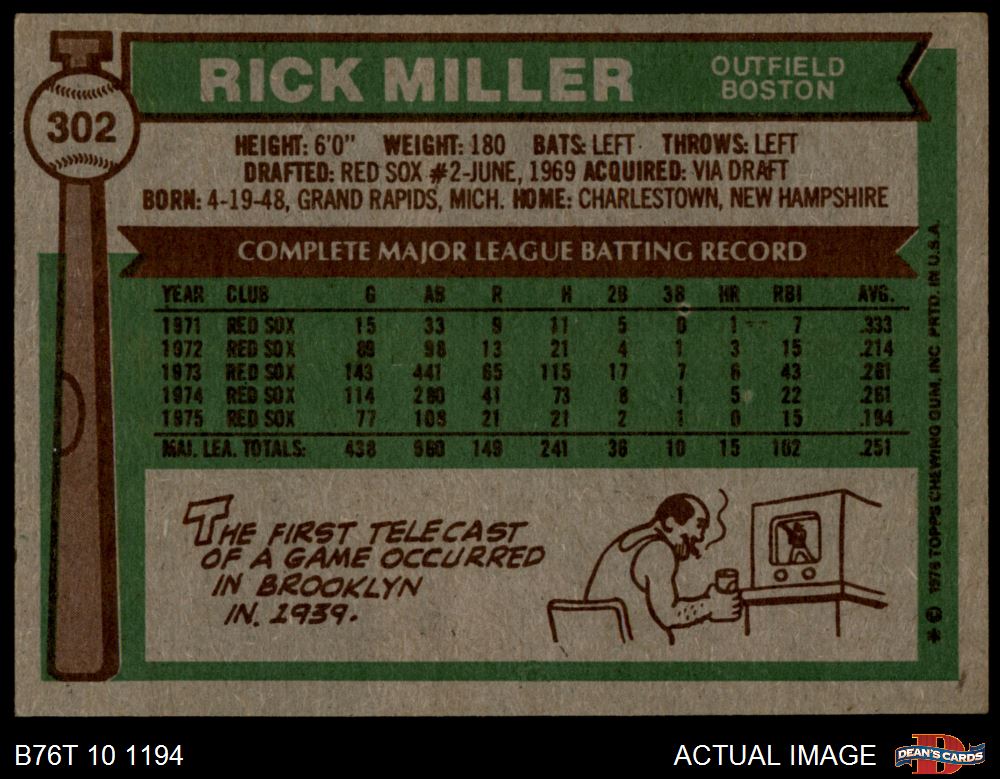 302
RICK MILLER
OUTFIELD
BOSTON
HEIGHT: 6'0" WEIGHT: 180 BATS: LEFT THROWS: LEFT
DRAFTED: RED SOX #2-JUNE, 1969 ACQUIRED: VIA DRAFT
BORN: 4-19-48, GRAND RAPIDS, MICH. HOME: CHARLESTOWN, NEW HAMPSHIRE
COMPLETE MAJOR LEAGUE BATTING RECORD
YEAR CLUB G AB R H 2B 3B HR RBI AVG.
1971 RED SOX 15 33 9 11 5 0 1 7 .333
1972 RED SOX 89 98 13 21 4 1 3 15 .214
1973 RED SOX 143 441 65 115 17 7 6 43 .261
1974 RED SOX 114 280 41 73 8 1 5 22 .261
1975 RED SOX 77 108 21 21 2 1 0 15 .194
MAJ. LEA. TOTALS: 438 960 149 241 36 10 15 102 .251
THE FIRST TELECAST
OF A GAME OCCURRED
IN BROOKLYN
IN 1939.
* © 1976 TOPPS CHEWING GUM, INC. PRTD. IN U.S.A.
B76T 10 1194
ACTUAL IMAGE
DEAN'S CARDS